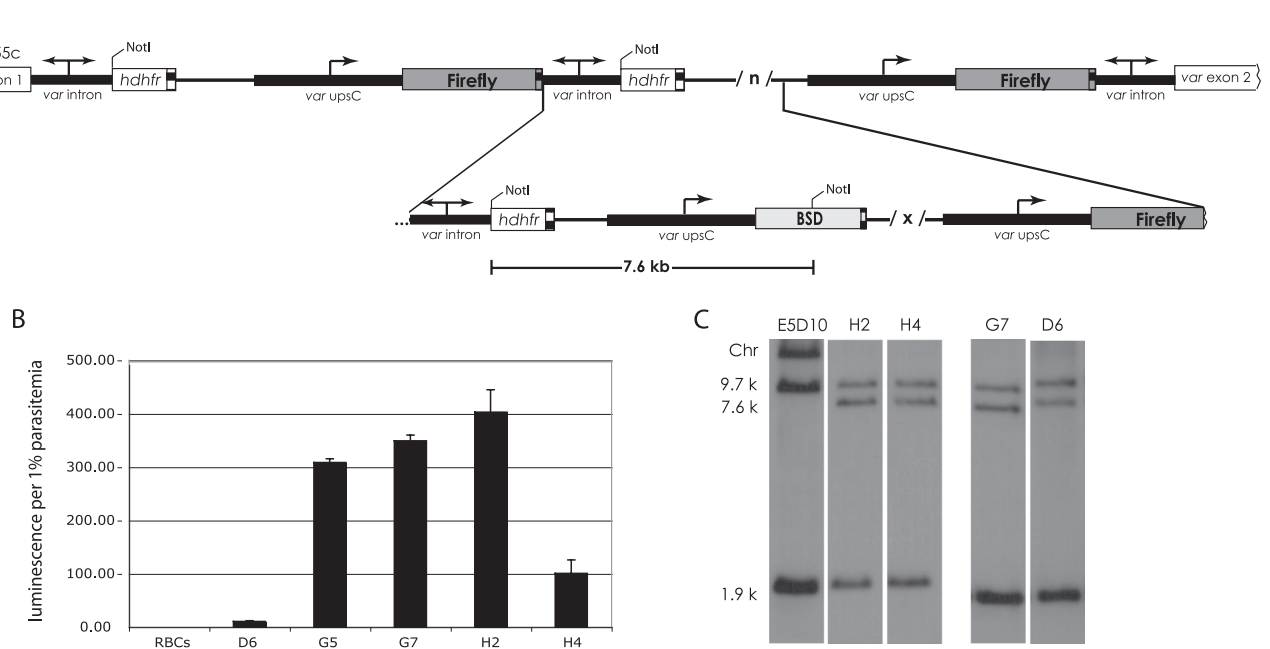 55c
NotI
NotI
on 1
hdhfr
Firefly
hdhfr
/ n /
Firefly
var exon 2
var intron
var upsC
var intron
var upsC
var intron
NotI
NotI
...
hdhfr
BSD
/ x /
Firefly
var intron
var upsC
var upsC
7.6 kb
B
C
luminescence per 1% parasitemia
500.00
400.00
300.00
200.00
100.00
0.00
RBCs D6 G5 G7 H2 H4
E5D10 H2 H4 G7 D6
Chr
9.7 k
7.6 k
1.9 k